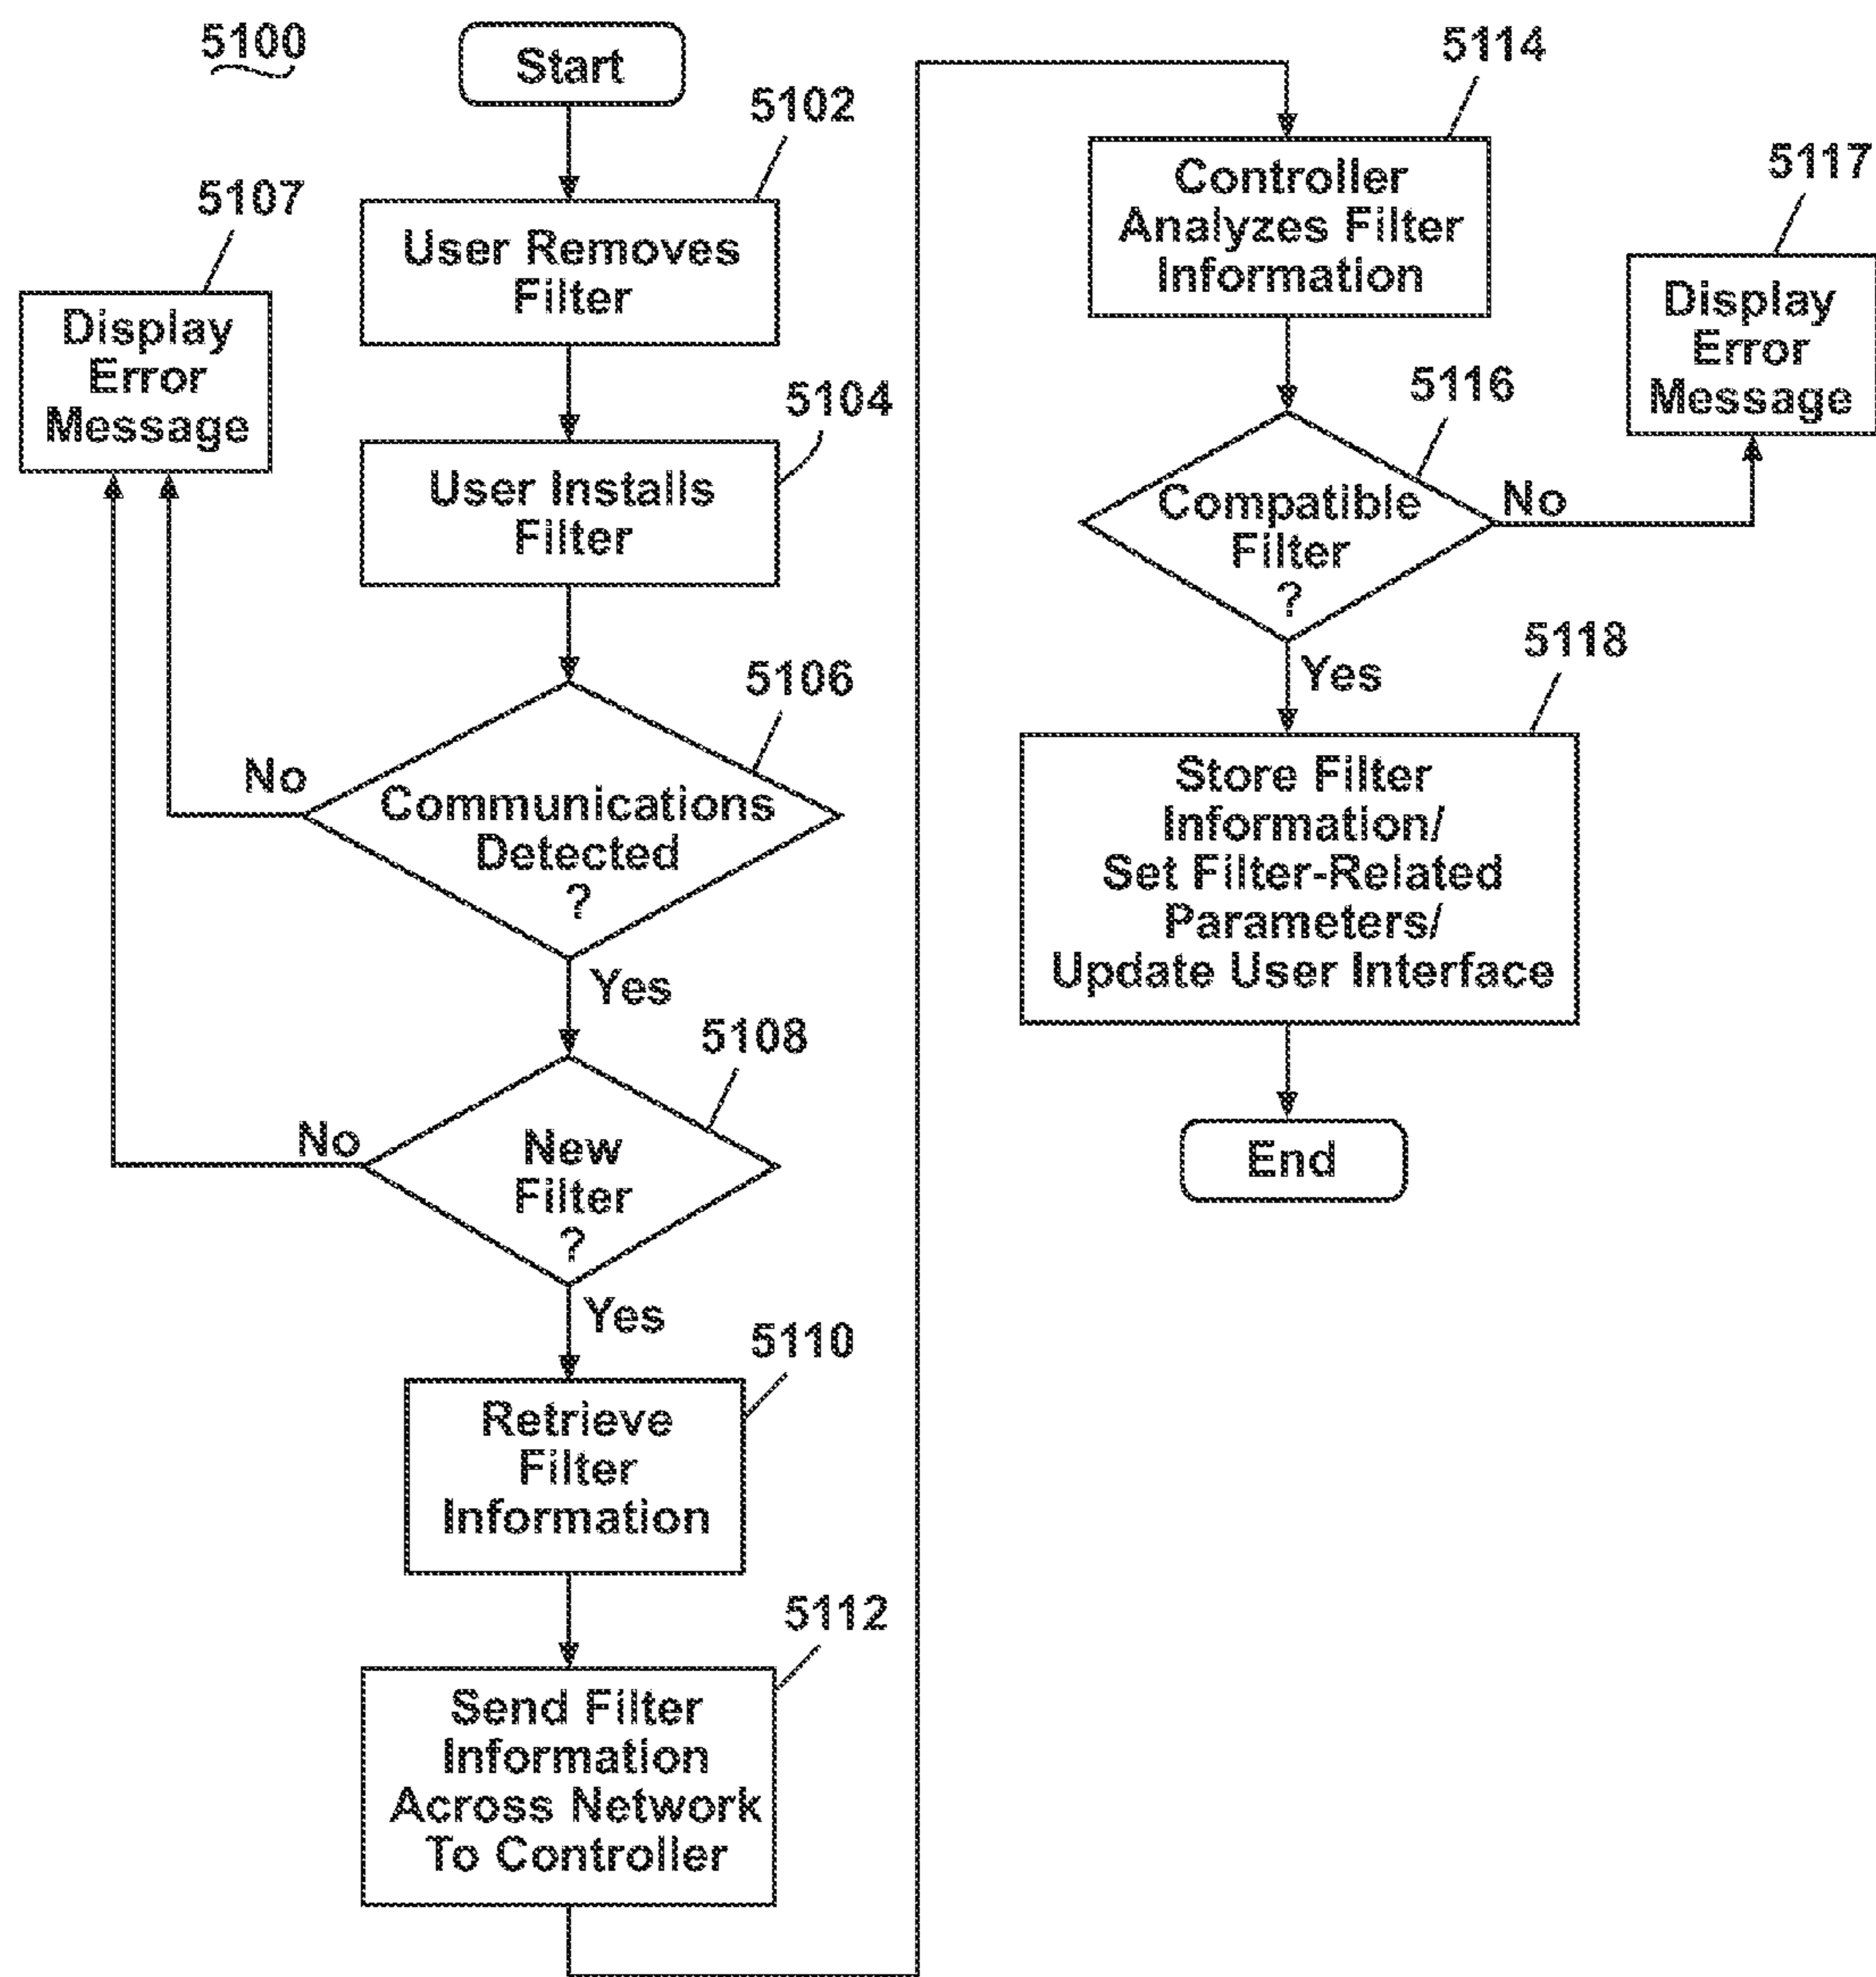 5100
Start
5102
User Removes
Filter
5104
User Installs
Filter
5106
Communications
Detected
?
No
5107
Display
Error
Message
Yes
5108
New
Filter
?
No
Yes
5110
Retrieve
Filter
Information
5112
Send Filter
Information
Across Network
To Controller
5114
Controller
Analyzes Filter
Information
5116
Compatible
Filter
?
No
5117
Display
Error
Message
Yes
5118
Store Filter
Information/
Set Filter-Related
Parameters/
Update User Interface
End